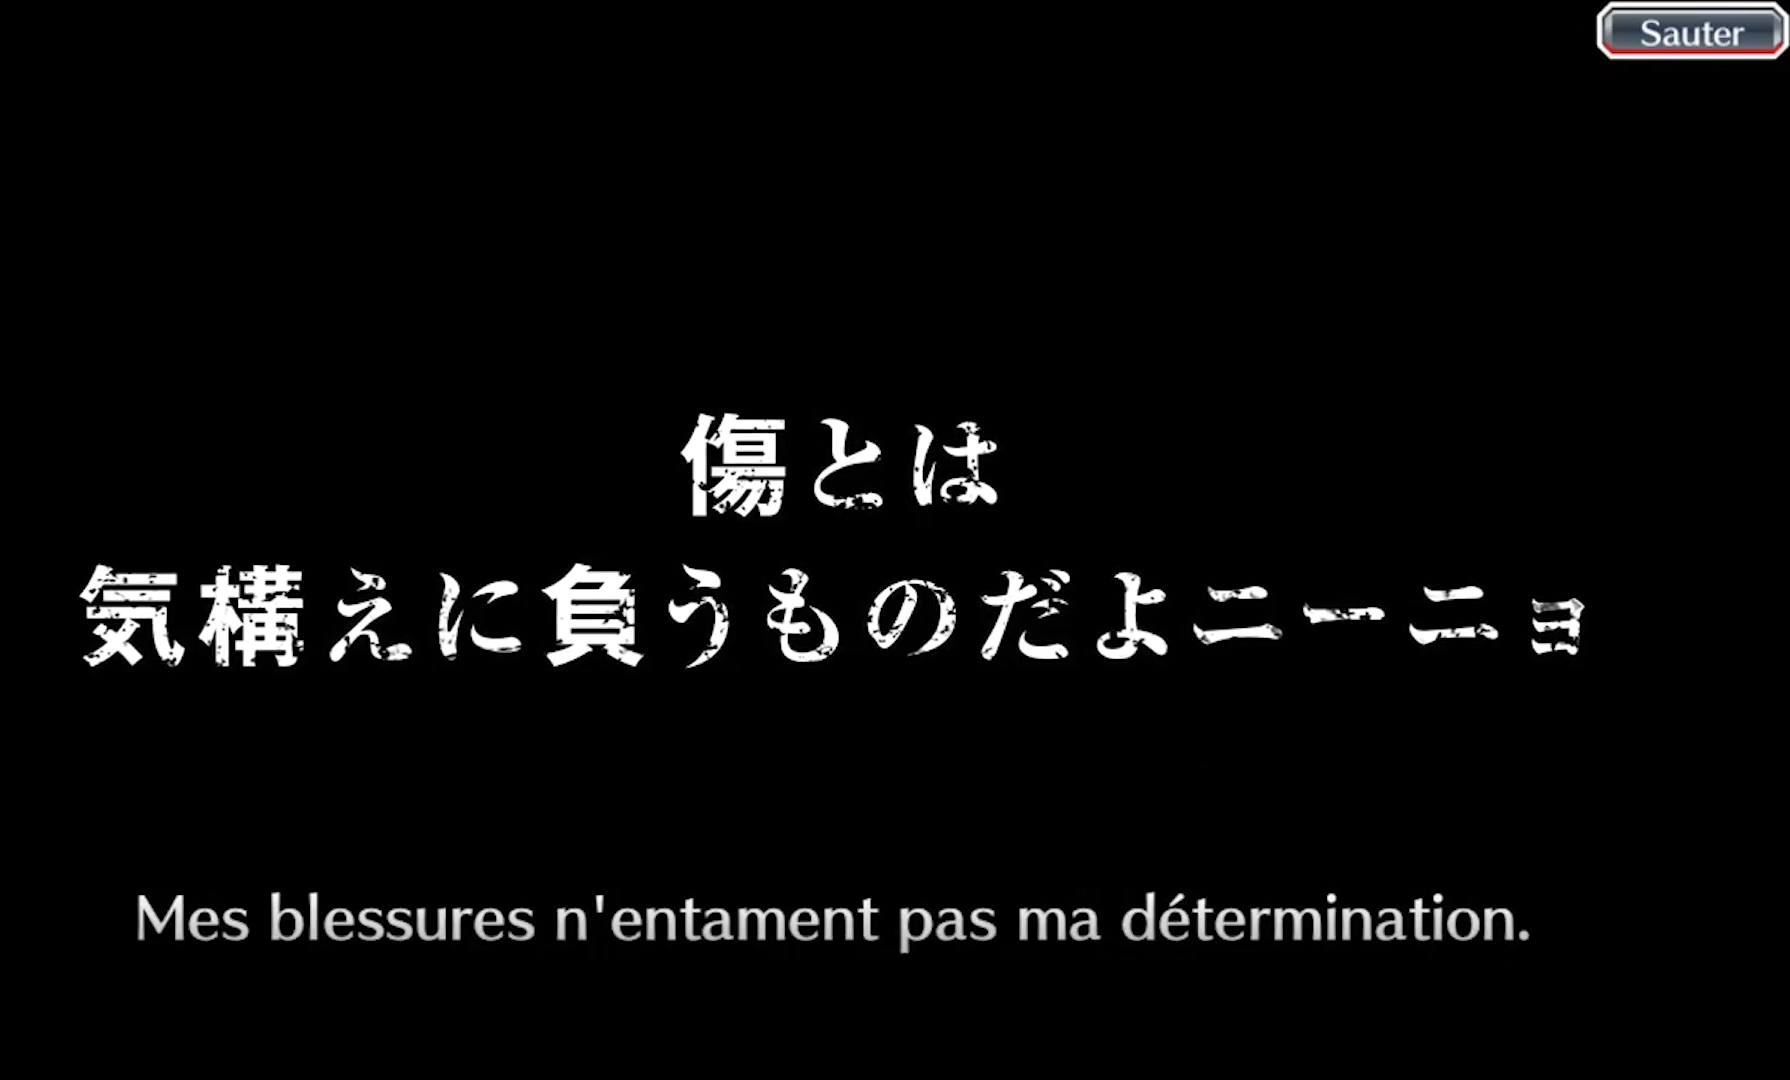 Sauter
傷とは
気構えに負うものだよニーニョ
Mes blessures n'entament pas ma détermination.